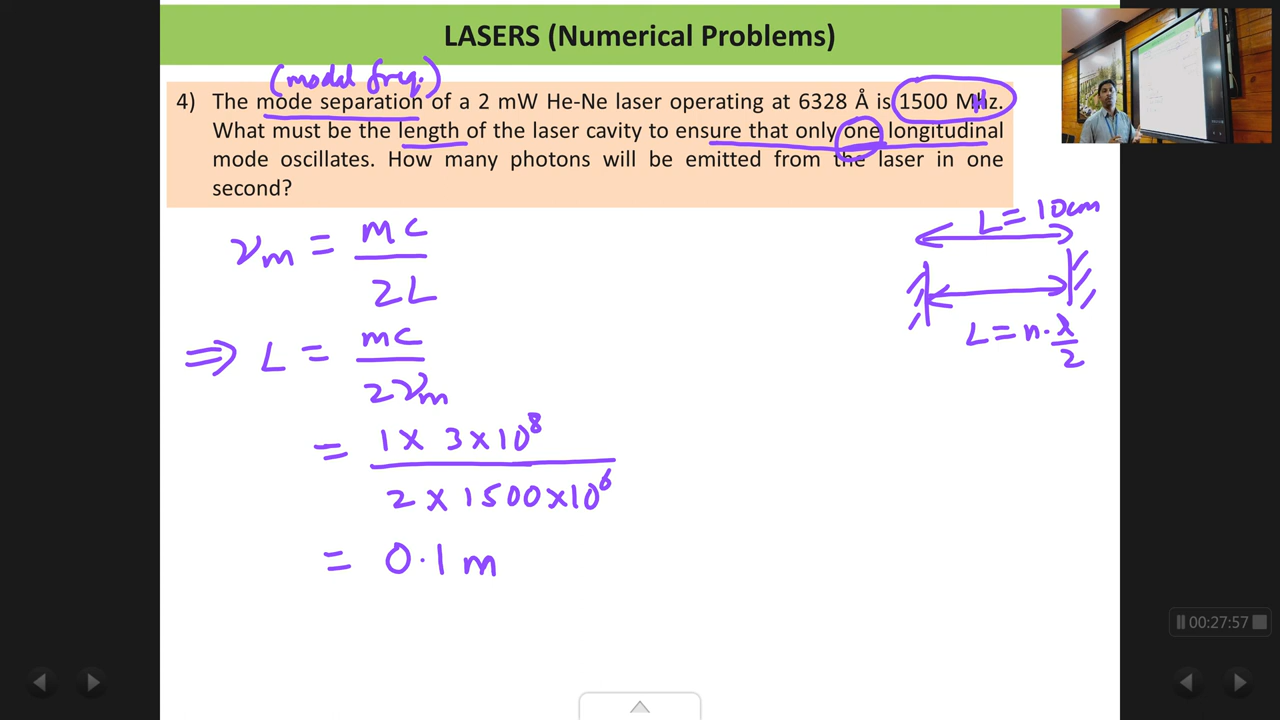 LASERS (Numerical Problems)
(model freq.)
4) The mode separation of a 2 mW He-Ne laser operating at 6328 Å is 1500 MHz.
What must be the length of the laser cavity to ensure that only one longitudinal
mode oscillates. How many photons will be emitted from the laser in one
second?
νm = mc / 2L
⇒ L = mc / 2νm
= 1 × 3×10⁸ / 2 × 1500×10⁶
= 0.1 m
L = 10cm
L = n·λ/2
00:27:57